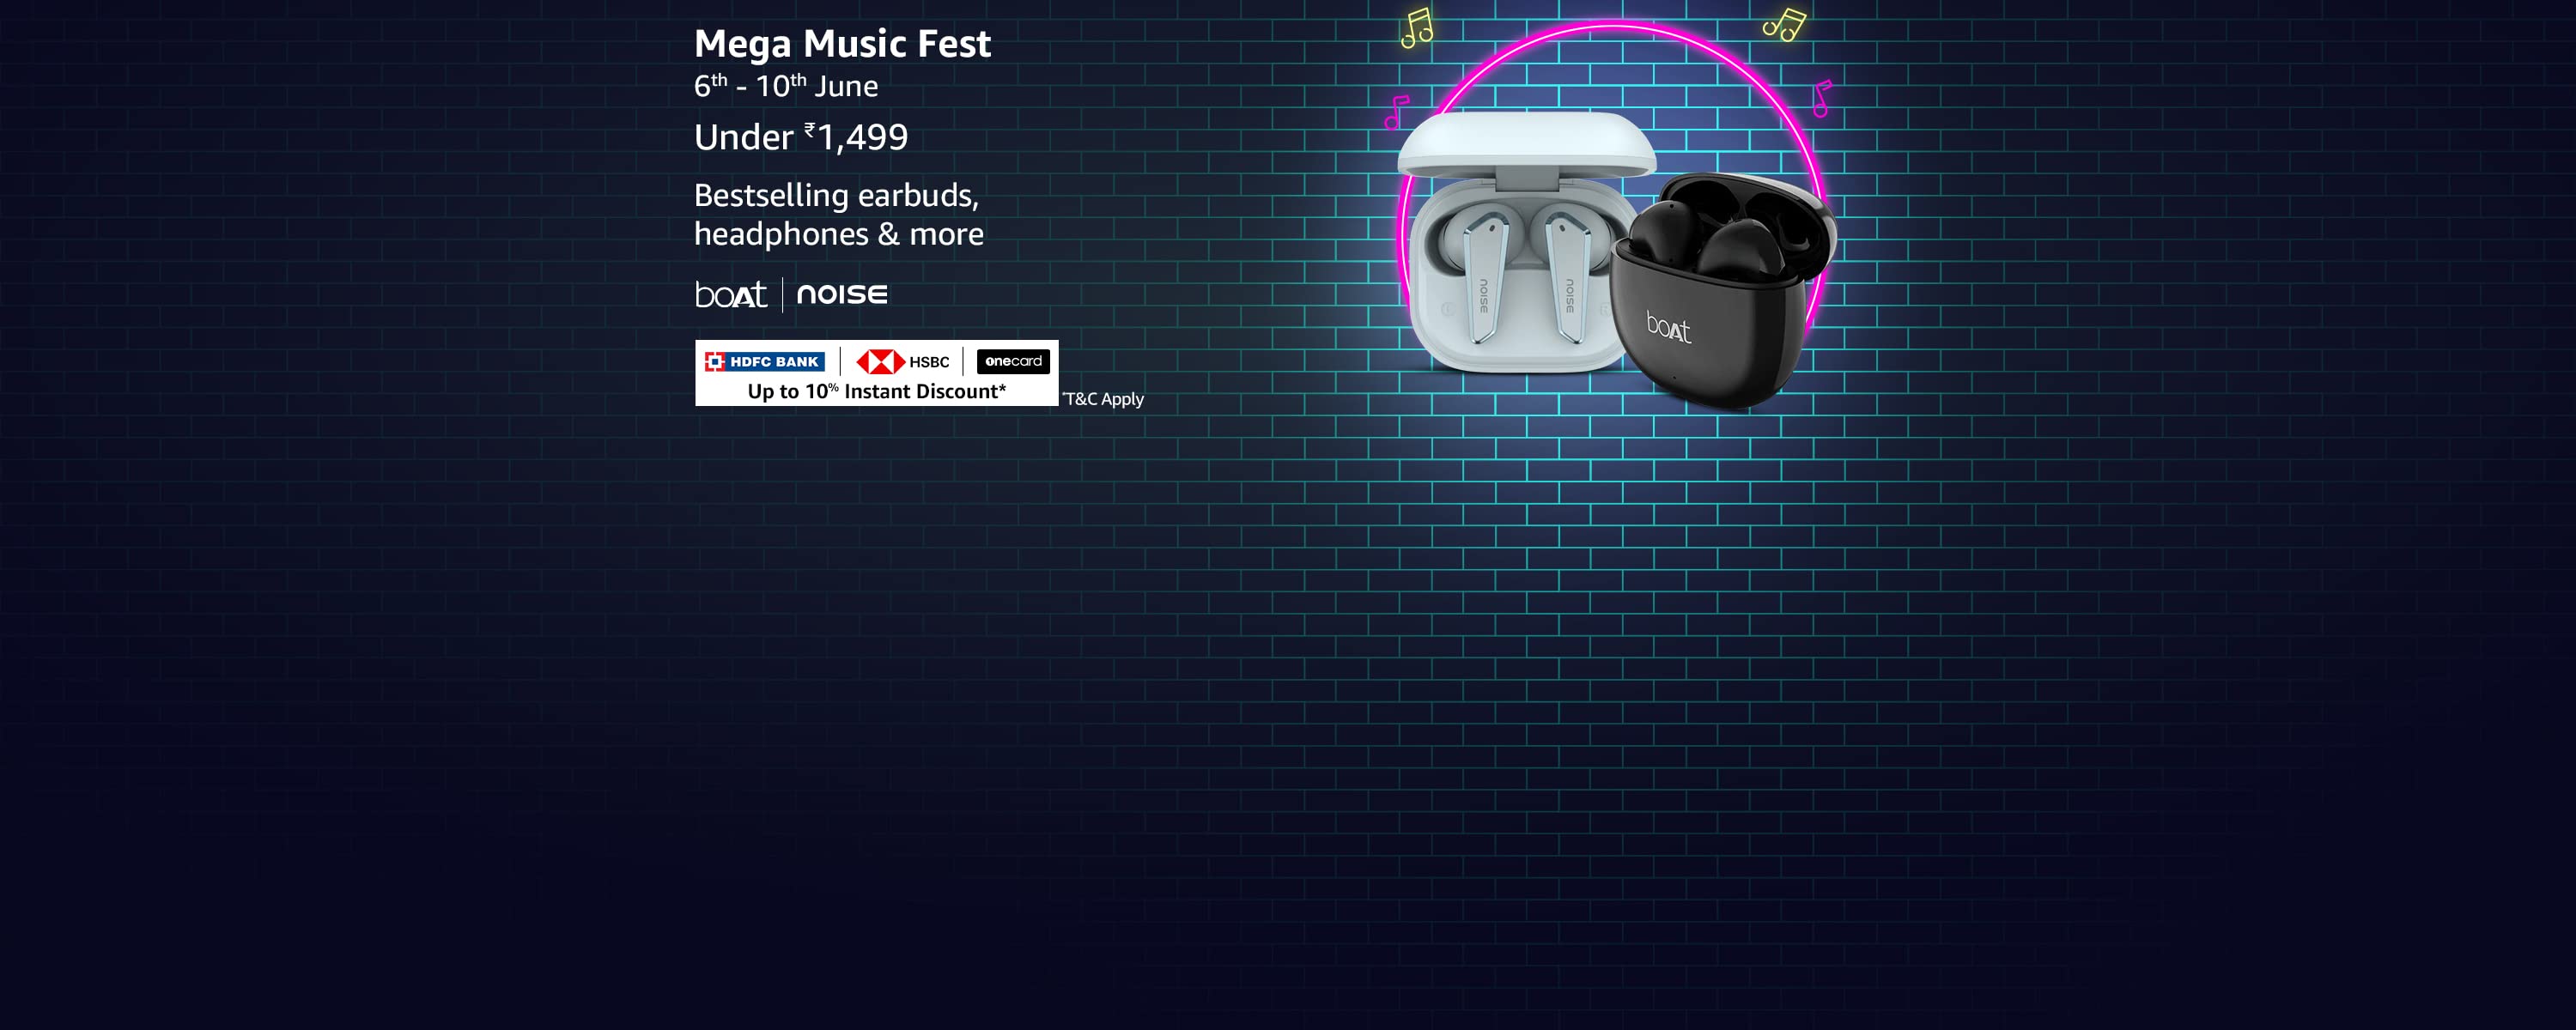 Mega Music Fest
6th - 10th June
Under ₹1,499
Bestselling earbuds,
headphones & more
boAt | NOISE
HDFC BANK | HSBC | onecard
Up to 10% Instant Discount*
*T&C Apply
NOISE
NOISE
boAt